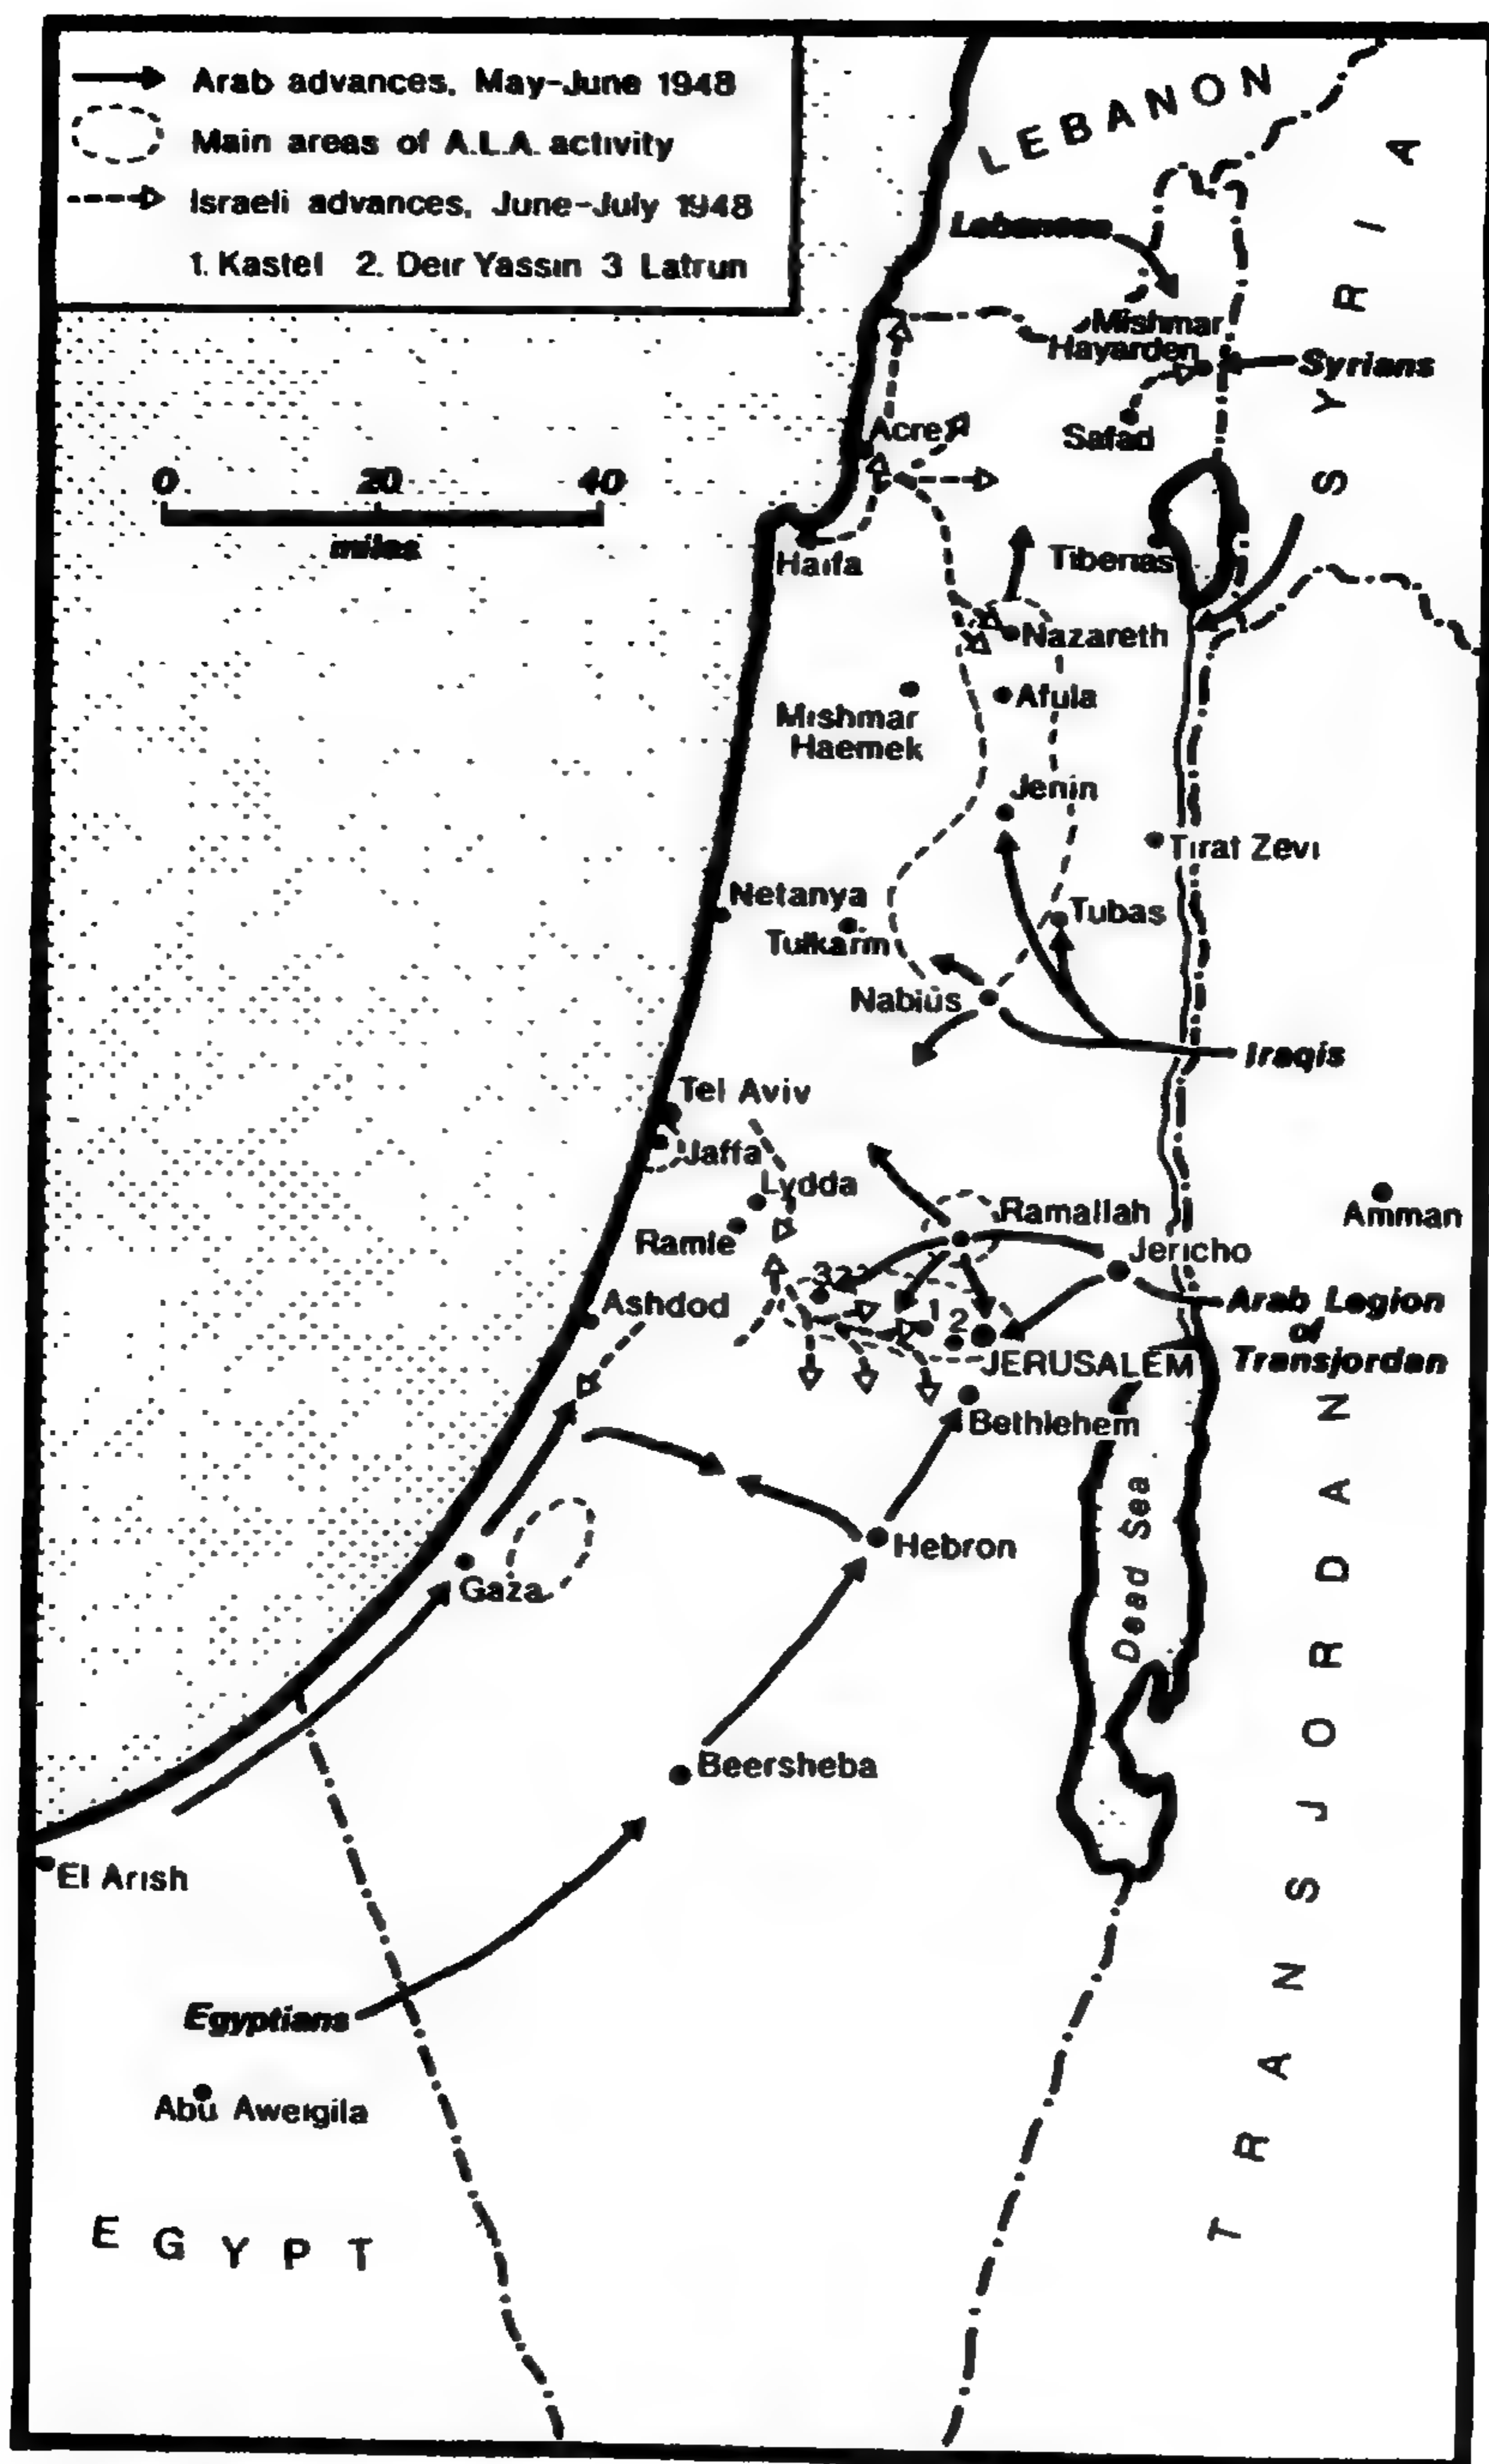 Arab advances, May-June 1948
Main areas of A.L.A. activity
Israeli advances, June-July 1948
1. Kastel 2. Deir Yassin 3 Latrun
LEBANON
SYRIA
Lebanese
Mishmar
Hayarden
Syrians
Acre
Safad
0 20 40
miles
Haifa
Tiberias
Nazareth
Afula
Mishmar
Haemek
Jenin
Tirat Zevi
Netanya
Tubas
Tulkarm
Nablus
Iraqis
Tel Aviv
Jaffa
Lydda
Ramallah
Amman
Ramle
Jericho
3
Ashdod
1
2
Arab Legion
of
Transjordan
JERUSALEM
Bethlehem
Dead Sea
Hebron
Gaza
TRANSJORDAN
Beersheba
El Arish
Egyptians
Abu Aweigila
EGYPT